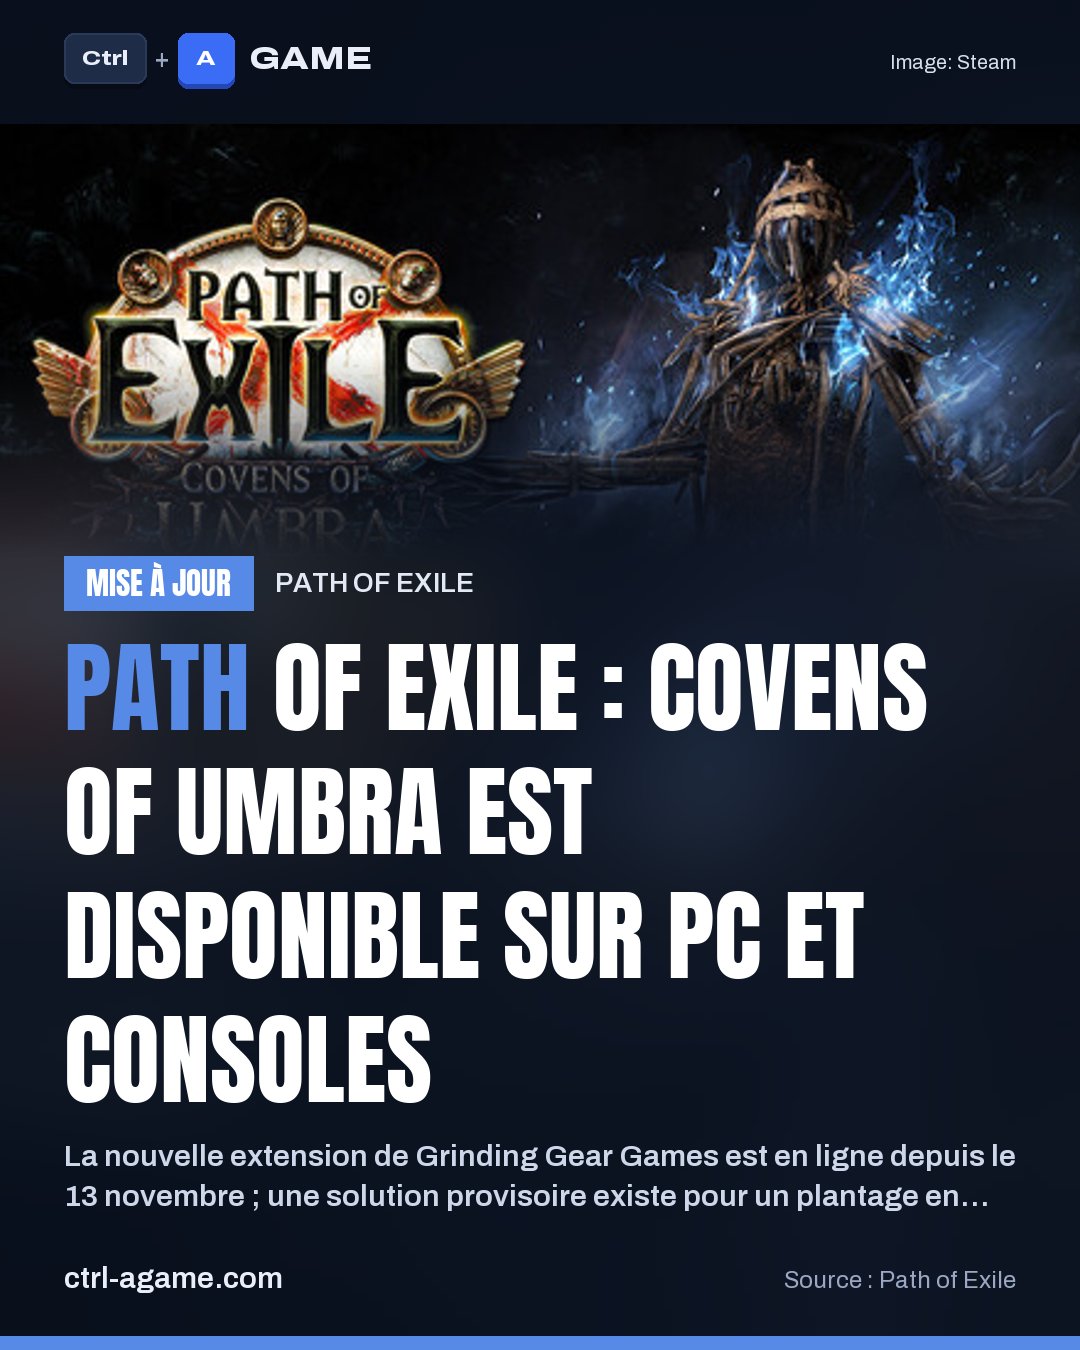 Ctrl + A GAME
Image: Steam
PATH OF
EXILE
COVENS OF
UMBRA
MISE À JOUR
PATH OF EXILE
PATH OF EXILE : COVENS
OF UMBRA EST
DISPONIBLE SUR PC ET
CONSOLES
La nouvelle extension de Grinding Gear Games est en ligne depuis le
13 novembre ; une solution provisoire existe pour un plantage en…
ctrl-agame.com
Source : Path of Exile